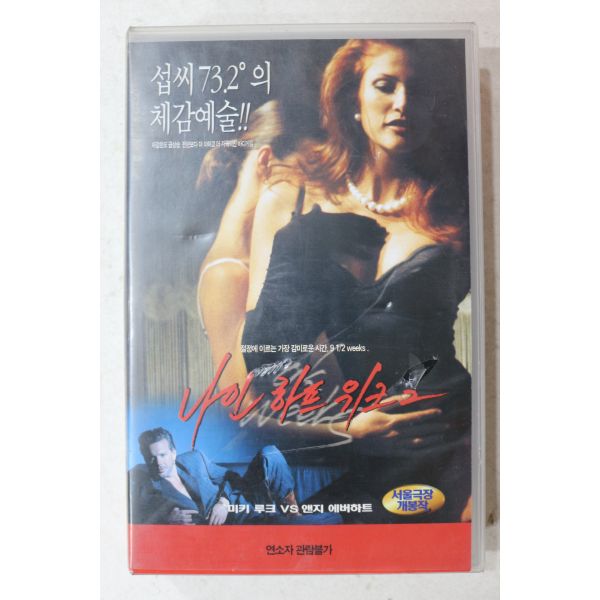 섭씨 73.2° 의
체감예술!!
절정에 이르는 가장 감미로운 시간, 9 1/2 weeks .
나인 하프 위크 2
미키 루크 VS 앤지 에버하트
서울극장
개봉작
연소자 관람불가